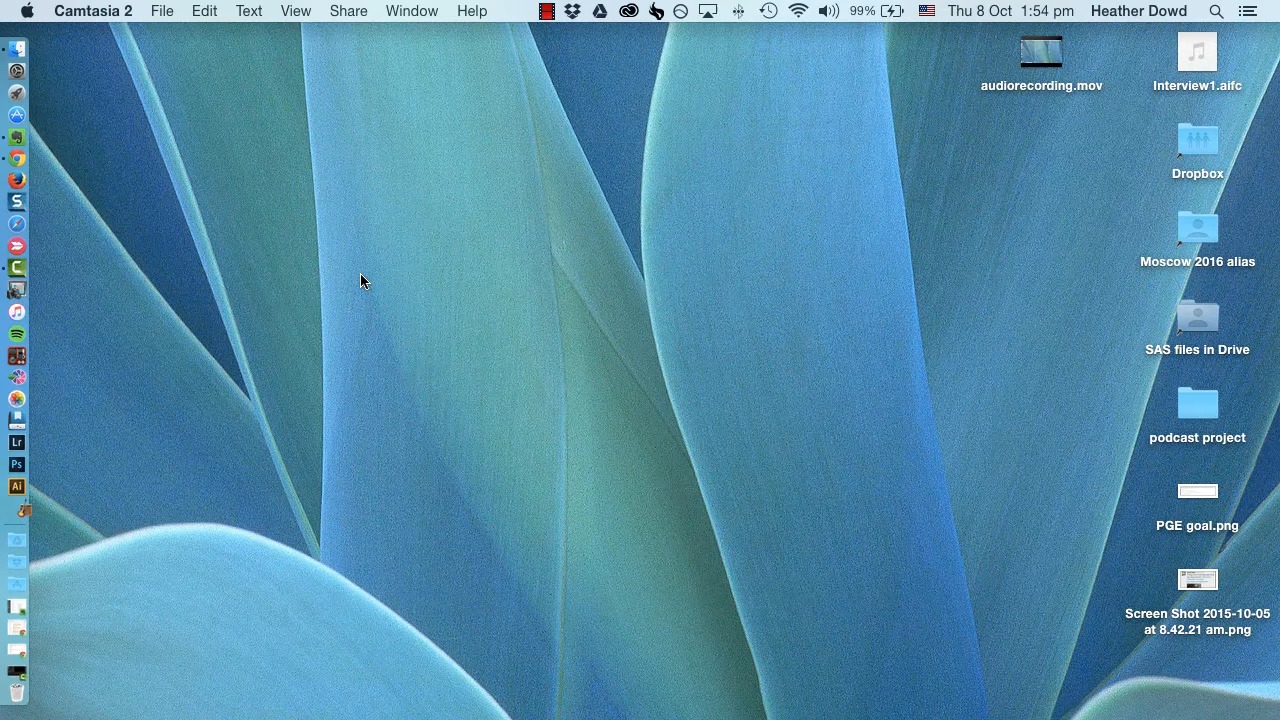 Camtasia 2 File Edit Text View Share Window Help 99% Thu 8 Oct 1:54 pm Heather Dowd
audiorecording.mov
Interview1.aifc
Dropbox
Moscow 2016 alias
SAS files in Drive
podcast project
PGE goal.png
Screen Shot 2015-10-05
at 8.42.21 am.png
Lr
Ps
Ai